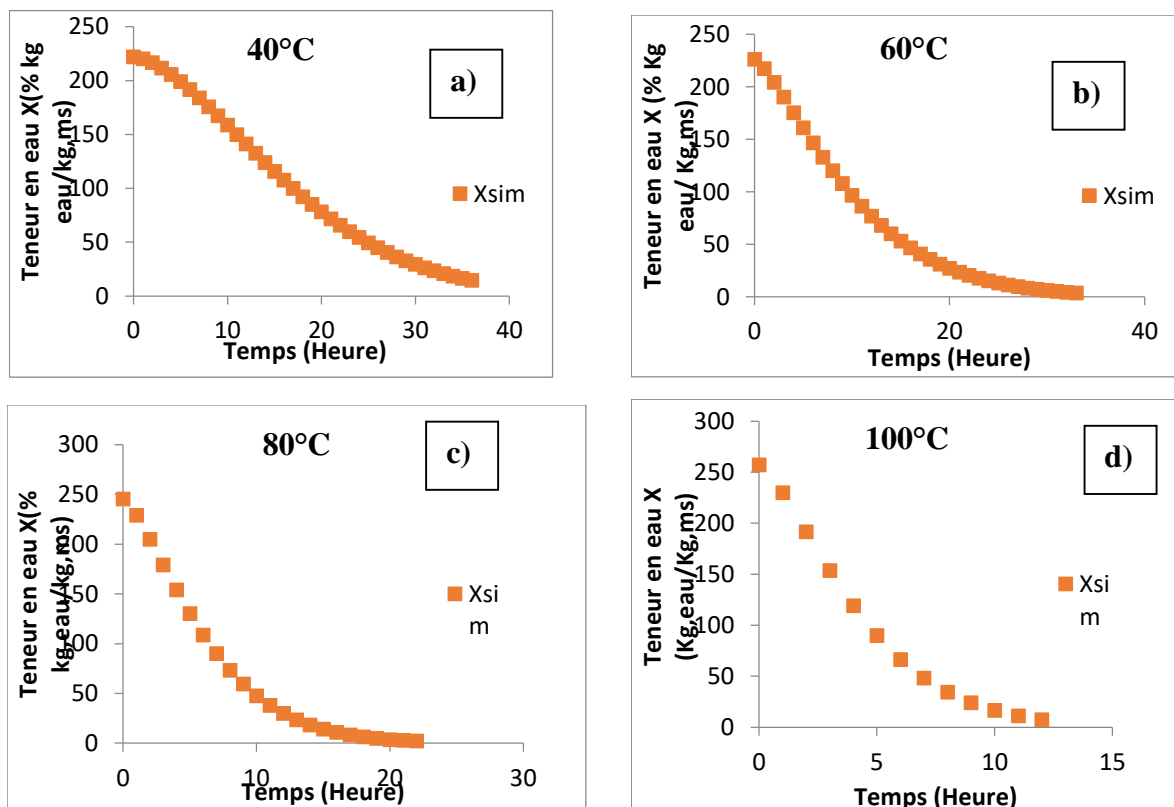 40°C
a)
Teneur en eau X(% kg
eau/kg,ms)
250
200
150
100
50
0
Xsim
0 10 20 30 40
Temps (Heure)
60°C
b)
Teneur en eau X (% Kg
eau/ Kg,ms)
250
200
150
100
50
0
Xsim
0 20 40
Temps (Heure)
80°C
c)
Teneur en eau X(%
kg,eau/kg,ms)
300
250
200
150
100
50
0
Xsi
m
0 10 20 30
Temps (Heure)
100°C
d)
Teneur en eau X
(Kg,eau/Kg,ms)
300
250
200
150
100
50
0
Xsi
m
0 5 10 15
Temps (Heure)